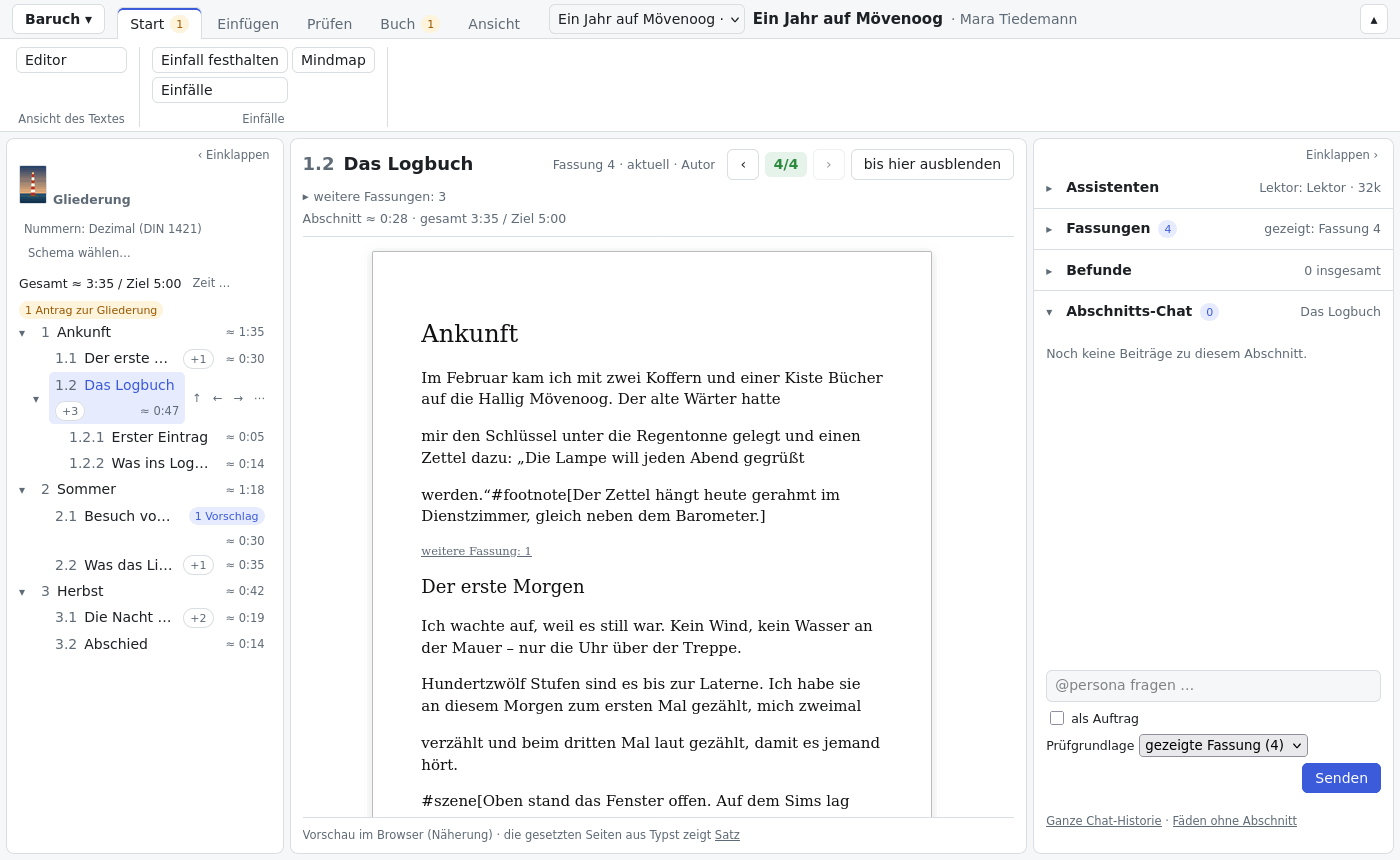 Baruch ▾
Start 1
Einfügen
Prüfen
Buch 1
Ansicht
Ein Jahr auf Mövenoog ·
Ein Jahr auf Mövenoog · Mara Tiedemann
▴
Editor
Ansicht des Textes
Einfall festhalten
Mindmap
Einfälle
Einfälle
‹ Einklappen
Gliederung
Nummern: Dezimal (DIN 1421)
Schema wählen…
Gesamt ≈ 3:35 / Ziel 5:00 Zeit …
1 Antrag zur Gliederung
▾ 1 Ankunft ≈ 1:35
1.1 Der erste … +1 ≈ 0:30
▾ 1.2 Das Logbuch
+3 ≈ 0:47 ↑ ← → ⋯
1.2.1 Erster Eintrag ≈ 0:05
1.2.2 Was ins Log… ≈ 0:14
▾ 2 Sommer ≈ 1:18
2.1 Besuch vo… 1 Vorschlag
≈ 0:30
2.2 Was das Li… +1 ≈ 0:35
▾ 3 Herbst ≈ 0:42
3.1 Die Nacht … +2 ≈ 0:19
3.2 Abschied ≈ 0:14
1.2 Das Logbuch
Fassung 4 · aktuell · Autor ‹ 4/4 › bis hier ausblenden
▸ weitere Fassungen: 3
Abschnitt ≈ 0:28 · gesamt 3:35 / Ziel 5:00
Ankunft
Im Februar kam ich mit zwei Koffern und einer Kiste Bücher
auf die Hallig Mövenoog. Der alte Wärter hatte
mir den Schlüssel unter die Regentonne gelegt und einen
Zettel dazu: „Die Lampe will jeden Abend gegrüßt
werden.“#footnote[Der Zettel hängt heute gerahmt im
Dienstzimmer, gleich neben dem Barometer.]
weitere Fassung: 1
Der erste Morgen
Ich wachte auf, weil es still war. Kein Wind, kein Wasser an
der Mauer – nur die Uhr über der Treppe.
Hundertzwölf Stufen sind es bis zur Laterne. Ich habe sie
an diesem Morgen zum ersten Mal gezählt, mich zweimal
verzählt und beim dritten Mal laut gezählt, damit es jemand
hört.
#szene[Oben stand das Fenster offen. Auf dem Sims lag
Vorschau im Browser (Näherung) · die gesetzten Seiten aus Typst zeigt Satz
Einklappen ›
▸ Assistenten Lektor: Lektor · 32k
▸ Fassungen 4 gezeigt: Fassung 4
▸ Befunde 0 insgesamt
▾ Abschnitts-Chat 0 Das Logbuch
Noch keine Beiträge zu diesem Abschnitt.
@persona fragen …
als Auftrag
Prüfgrundlage gezeigte Fassung (4)
Senden
Ganze Chat-Historie · Fäden ohne Abschnitt